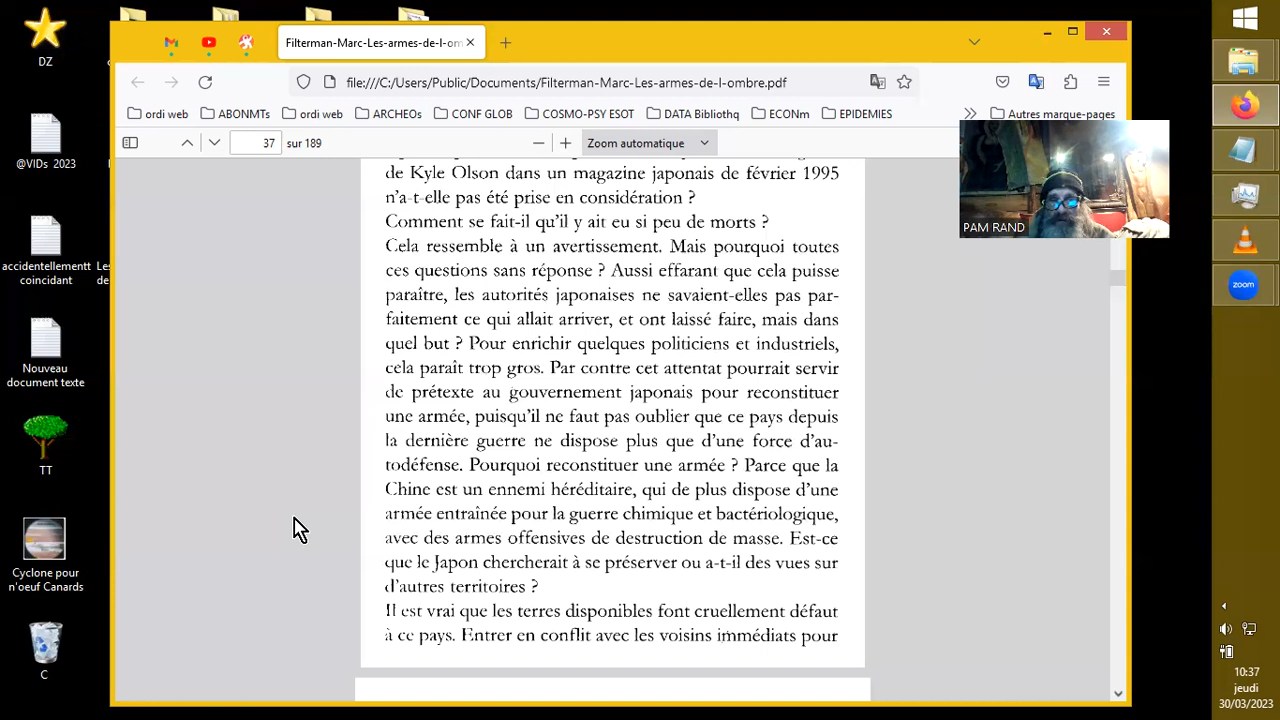 DZ
@VIDs 2023
accidentellementt
coincidant
Les
de-
Nouveau
document texte
TT
Cyclone pour
n'oeuf Canards
C
Filterman-Marc-Les-armes-de-l-om
file:///C:/Users/Public/Documents/Filterman-Marc-Les-armes-de-l-ombre.pdf
ordi web
ABONMTs
ordi web
ARCHEOs
CONF GLOB
COSMO-PSY ESOT
DATA Bibliothq
ECONm
EPIDEMIES
Autres marque-pages
37
sur 189
Zoom automatique
de Kyle Olson dans un magazine japonais de février 1995
n'a-t-elle pas été prise en considération ?
Comment se fait-il qu'il y ait eu si peu de morts ?
Cela ressemble à un avertissement. Mais pourquoi toutes
ces questions sans réponse ? Aussi effarant que cela puisse
paraître, les autorités japonaises ne savaient-elles pas par-
faitement ce qui allait arriver, et ont laissé faire, mais dans
quel but ? Pour enrichir quelques politiciens et industriels,
cela paraît trop gros. Par contre cet attentat pourrait servir
de prétexte au gouvernement japonais pour reconstituer
une armée, puisqu'il ne faut pas oublier que ce pays depuis
la dernière guerre ne dispose plus que d'une force d'au-
todéfense. Pourquoi reconstituer une armée ? Parce que la
Chine est un ennemi héréditaire, qui de plus dispose d'une
armée entraînée pour la guerre chimique et bactériologique,
avec des armes offensives de destruction de masse. Est-ce
que le Japon chercherait à se préserver ou a-t-il des vues sur
d'autres territoires ?
Il est vrai que les terres disponibles font cruellement défaut
à ce pays. Entrer en conflit avec les voisins immédiats pour
PAM RAND
zoom
10:37
jeudi
30/03/2023